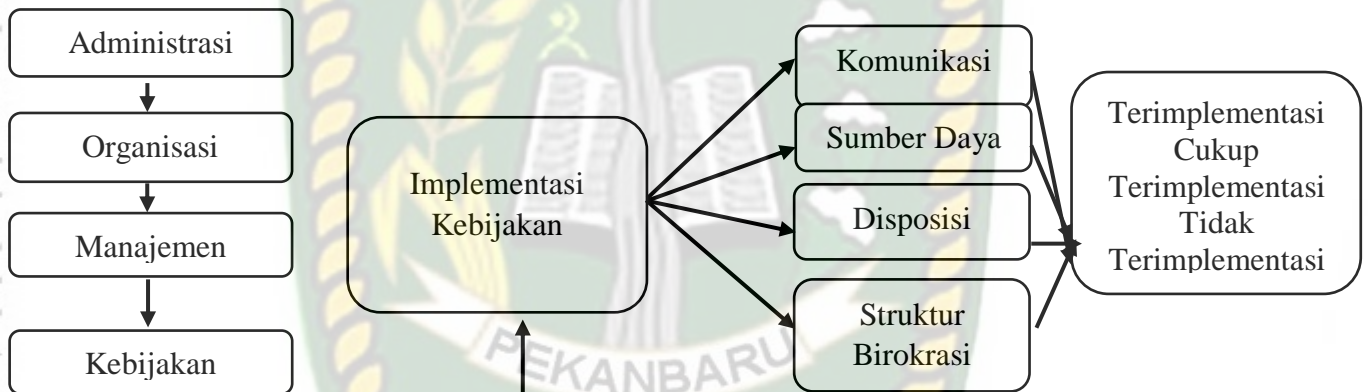 Administrasi
Organisasi
Manajemen
Kebijakan
Implementasi
Kebijakan
Komunikasi
Sumber Daya
Disposisi
Struktur
Birokrasi
Terimplementasi
Cukup
Terimplementasi
Tidak
Terimplementasi
PEKANBARU